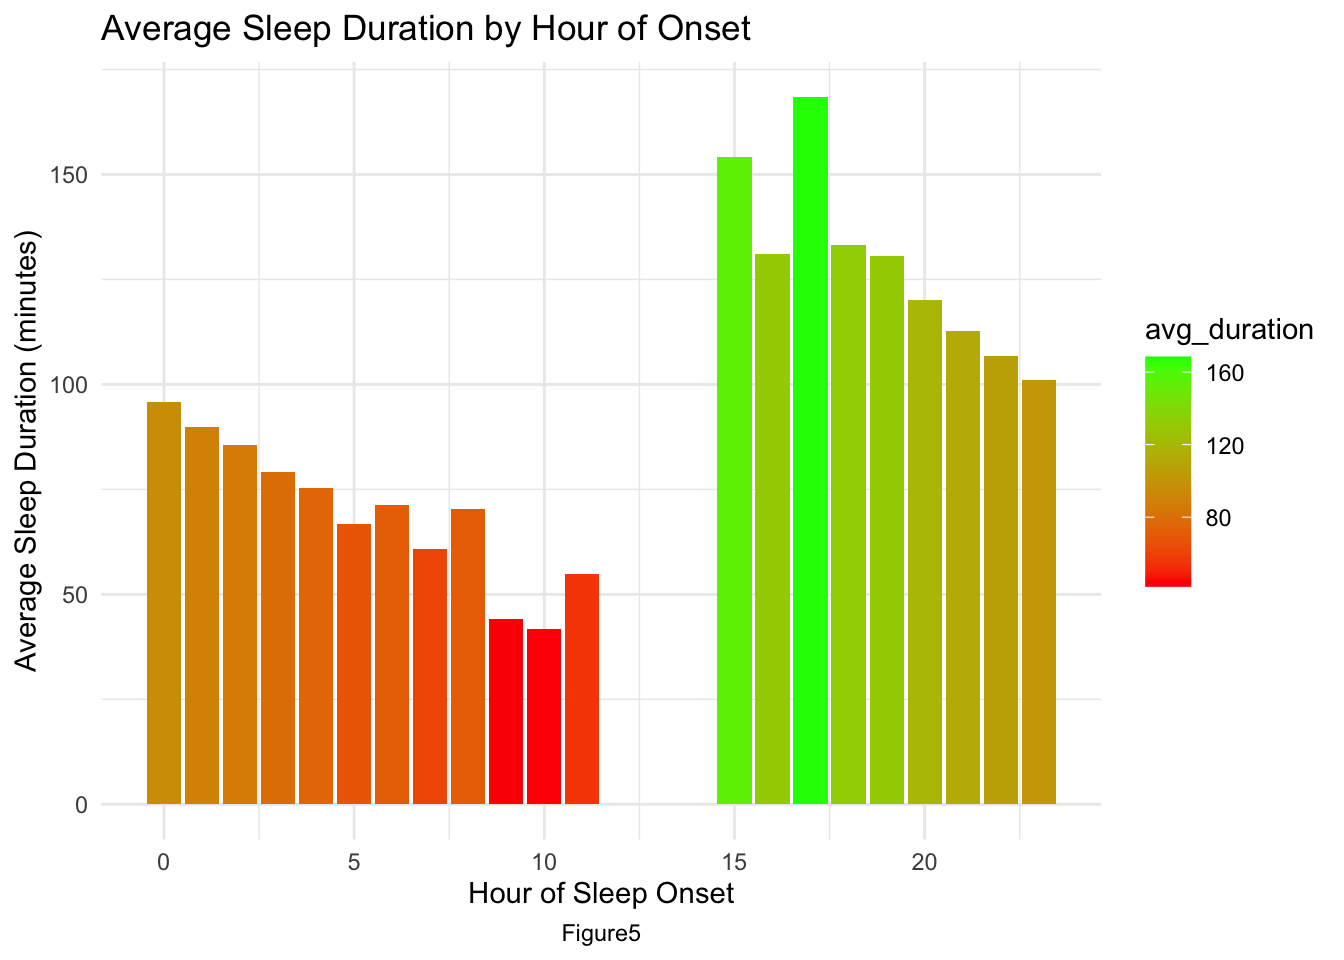 Average Sleep Duration by Hour of Onset
Average Sleep Duration (minutes)
150
100
50
0
0 5 10 15 20
Hour of Sleep Onset
Figure5
avg_duration
160
120
80